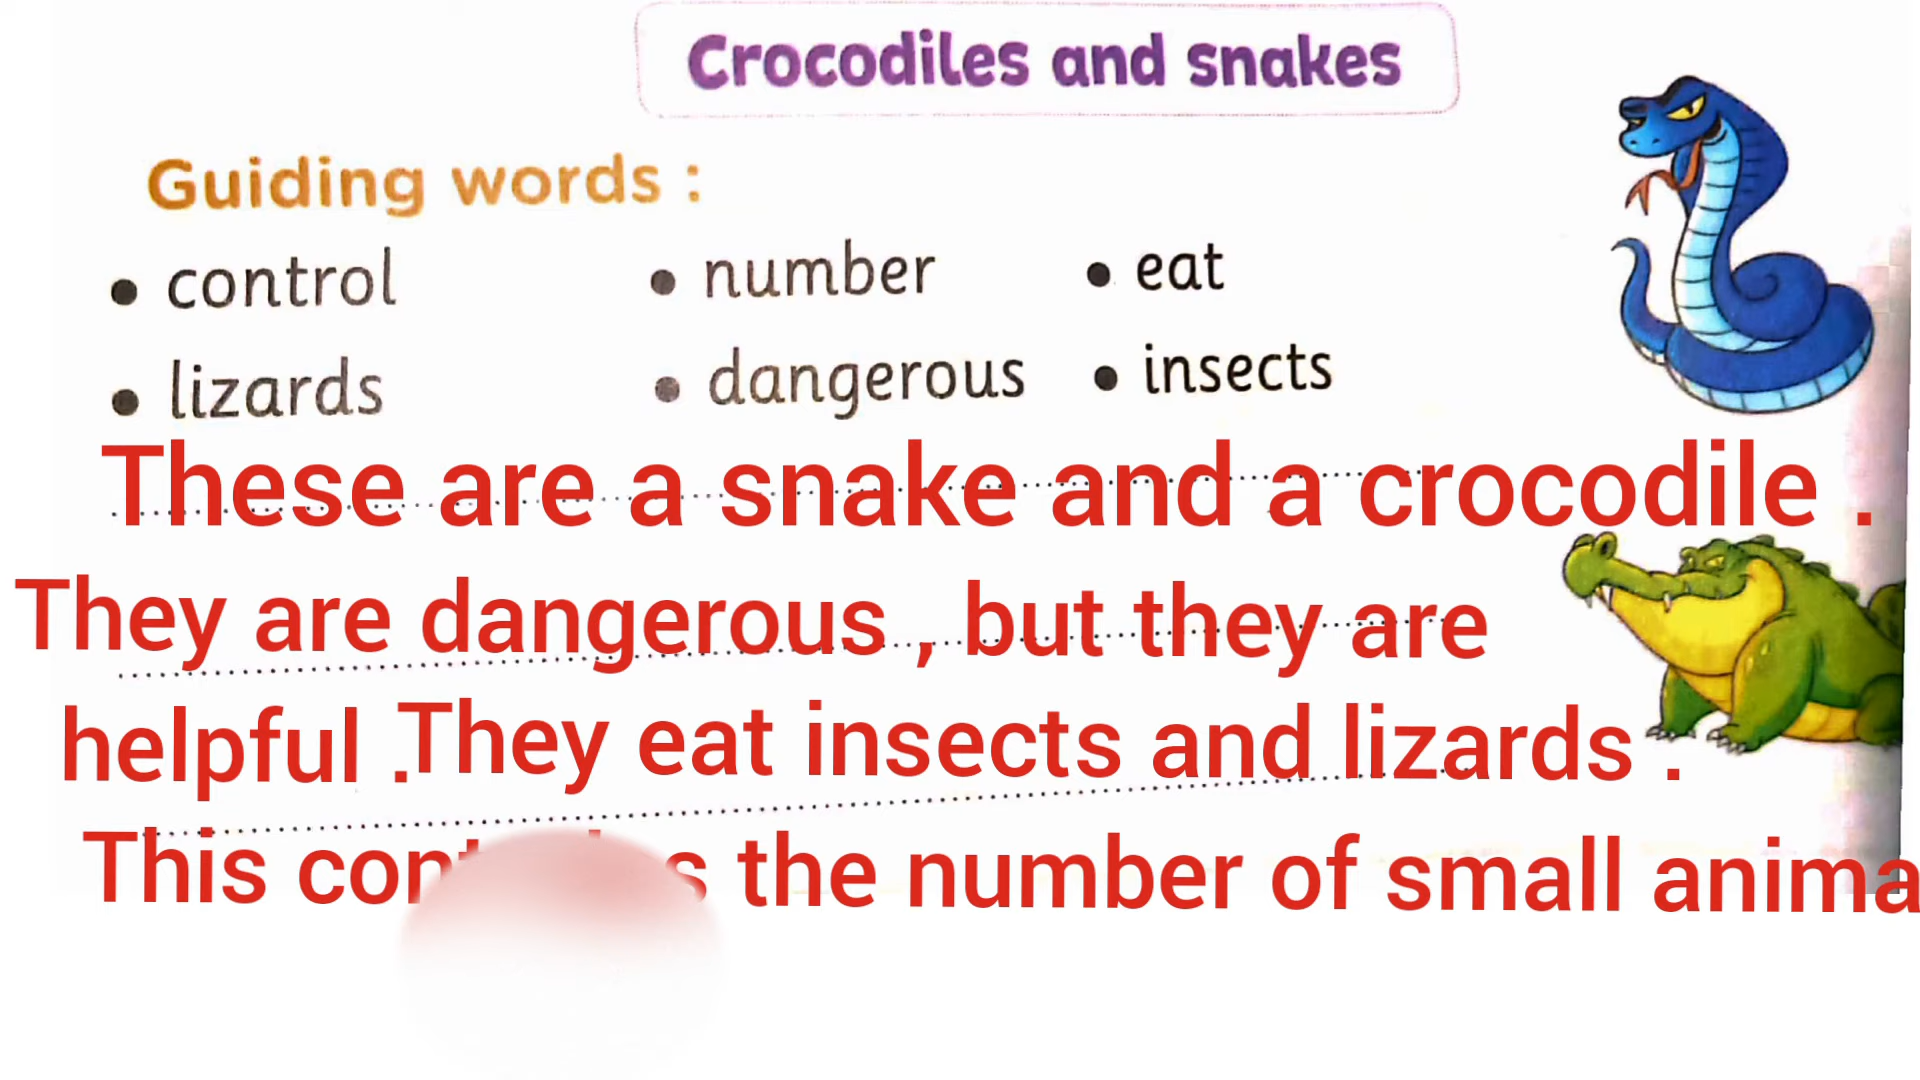 Crocodiles and snakes
Guiding words :
• control • number • eat
• lizards • dangerous • insects
These are a snake and a crocodile .
They are dangerous , but they are
helpful . They eat insects and lizards .
This the number of small anima